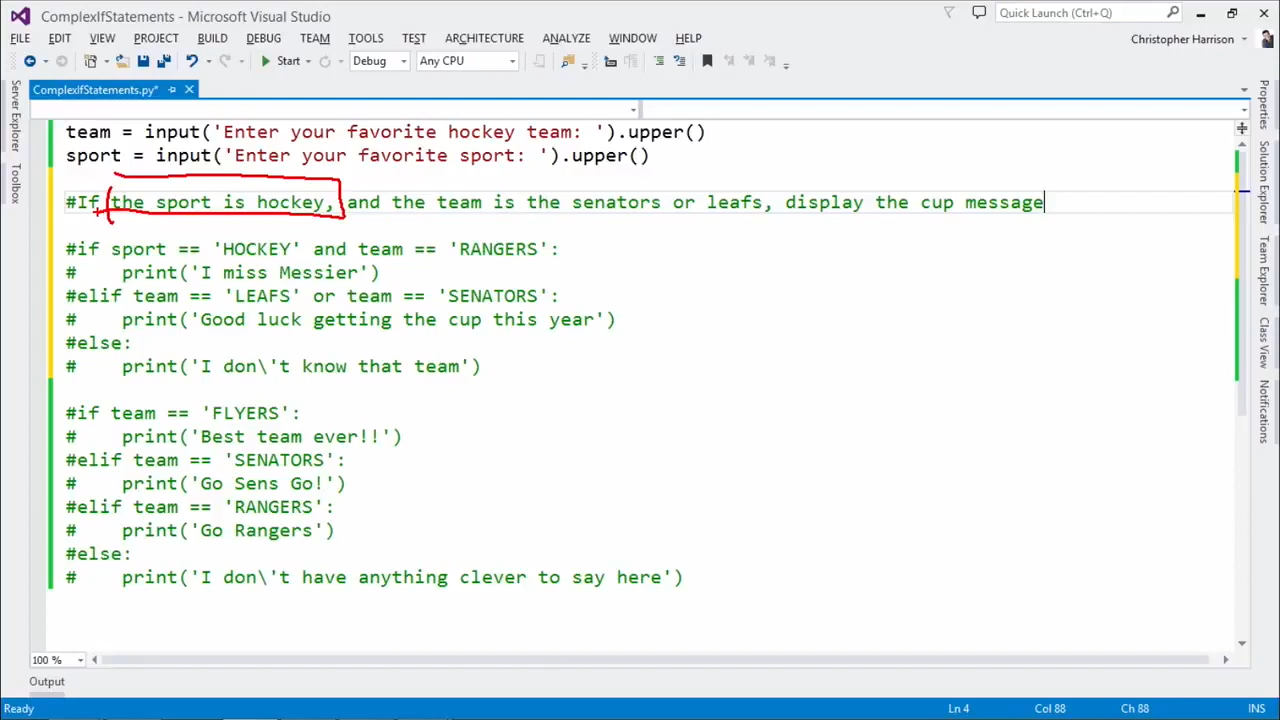 ComplexIfStatements - Microsoft Visual Studio
Quick Launch (Ctrl+Q)
FILE EDIT VIEW PROJECT BUILD DEBUG TEAM TOOLS TEST ARCHITECTURE ANALYZE WINDOW HELP
Christopher Harrison
Start Debug Any CPU
ComplexIfStatements.py*
Server Explorer
Toolbox
Properties
Solution Explorer
Team Explorer
Class View
Notifications
team = input('Enter your favorite hockey team: ').upper()
sport = input('Enter your favorite sport: ').upper()
#If the sport is hockey, and the team is the senators or leafs, display the cup message
#if sport == 'HOCKEY' and team == 'RANGERS':
#    print('I miss Messier')
#elif team == 'LEAFS' or team == 'SENATORS':
#    print('Good luck getting the cup this year')
#else:
#    print('I don\'t know that team')
#if team == 'FLYERS':
#    print('Best team ever!!')
#elif team == 'SENATORS':
#    print('Go Sens Go!')
#elif team == 'RANGERS':
#    print('Go Rangers')
#else:
#    print('I don\'t have anything clever to say here')
100 %
Output
Ready Ln 4 Col 88 Ch 88 INS